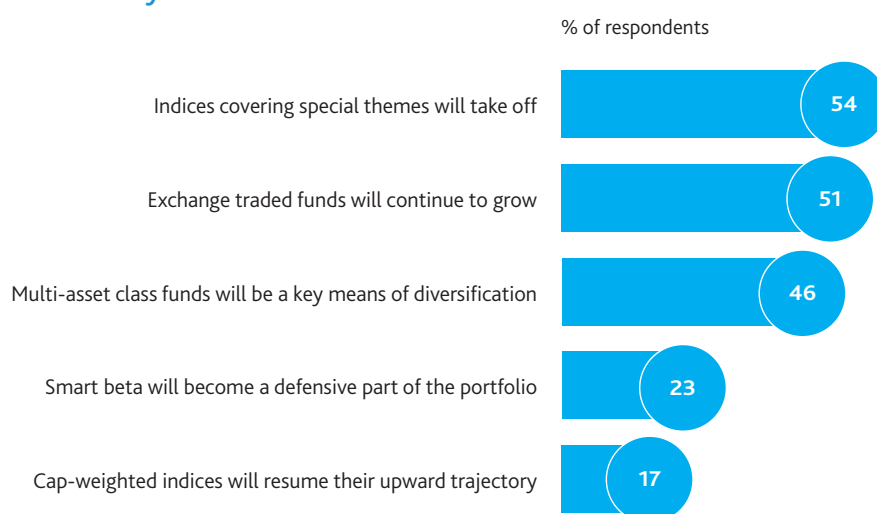 % of respondents
Indices covering special themes will take off
54
Exchange traded funds will continue to grow
51
Multi-asset class funds will be a key means of diversification
46
Smart beta will become a defensive part of the portfolio
23
Cap-weighted indices will resume their upward trajectory
17